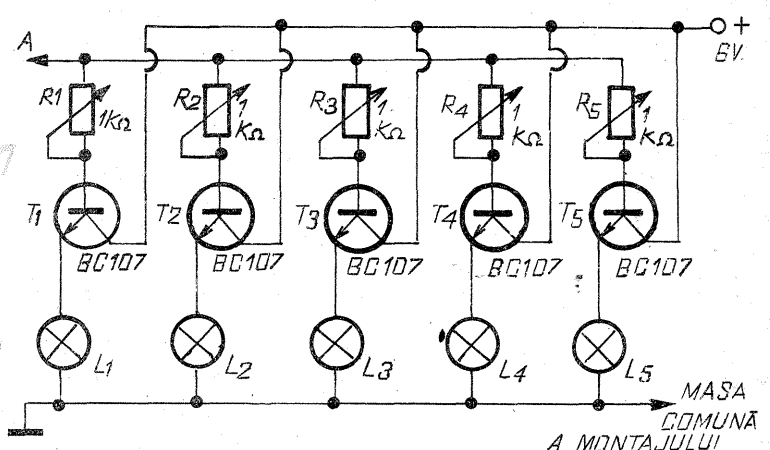 +
6V
A
R1
1KΩ
R2
1
KΩ
R3
1
KΩ
R4
1
KΩ
R5
1
KΩ
T1
T2
T3
T4
T5
BC107
BC107
BC107
BC107
BC107
L1
L2
L3
L4
L5
MASA
COMUNĂ
A MONTAJULUI